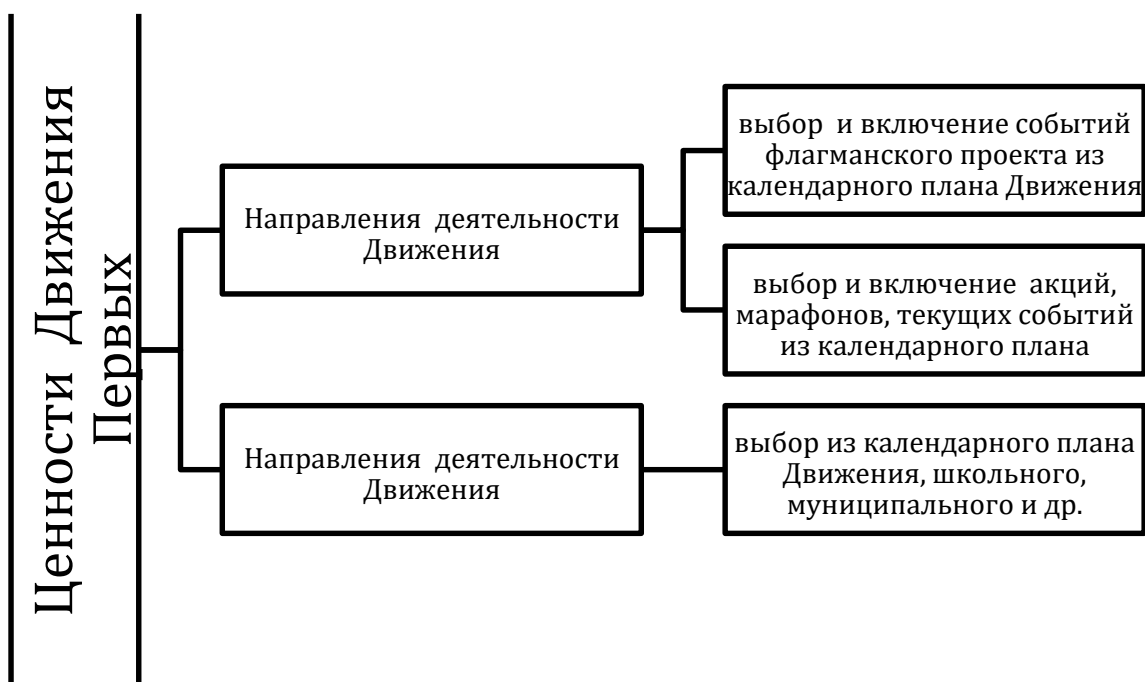 Ценности Движения
Первых
Направления деятельности
Движения
выбор и включение событий
флагманского проекта из
календарного плана Движения
выбор и включение акций,
марафонов, текущих событий
из календарного плана
Направления деятельности
Движения
выбор из календарного плана
Движения, школьного,
муниципального и др.